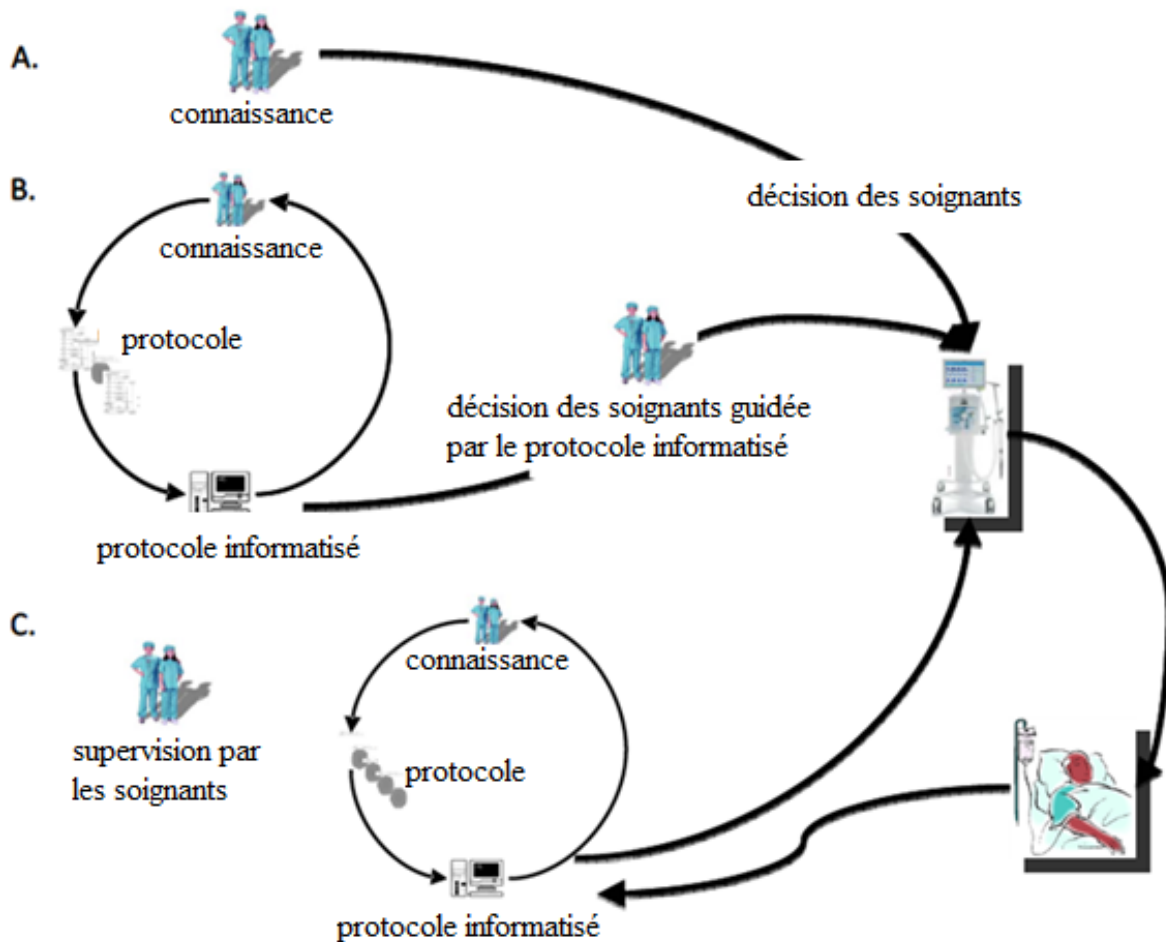 A.
connaissance
B.
décision des soignants
connaissance
protocole
décision des soignants guidée
par le protocole informatisé
protocole informatisé
C.
connaissance
supervision par
les soignants
protocole
protocole informatisé